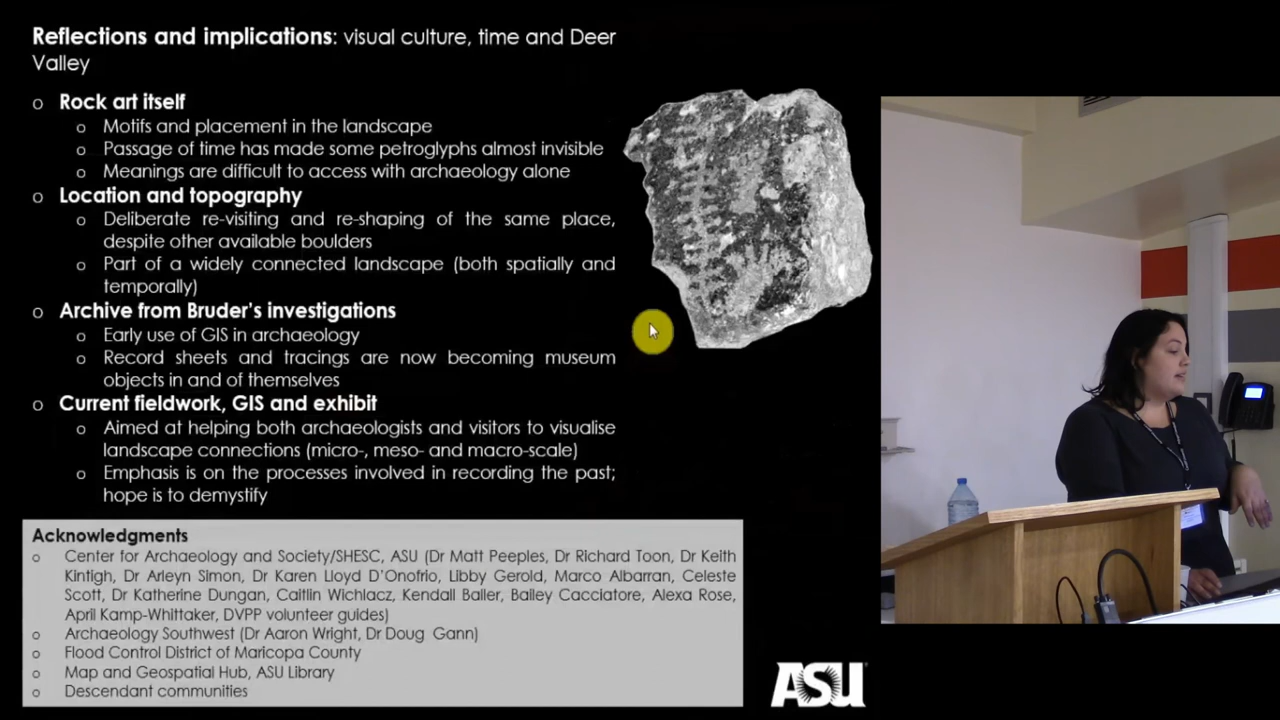 Reflections and implications: visual culture, time and Deer
Valley
o Rock art itself
o Motifs and placement in the landscape
o Passage of time has made some petroglyphs almost invisible
o Meanings are difficult to access with archaeology alone
o Location and topography
o Deliberate re-visiting and re-shaping of the same place,
despite other available boulders
o Part of a widely connected landscape (both spatially and
temporally)
o Archive from Bruder's investigations
o Early use of GIS in archaeology
o Record sheets and tracings are now becoming museum
objects in and of themselves
o Current fieldwork, GIS and exhibit
o Aimed at helping both archaeologists and visitors to visualise
landscape connections (micro-, meso- and macro-scale)
o Emphasis is on the processes involved in recording the past;
hope is to demystify
Acknowledgments
o Center for Archaeology and Society/SHESC, ASU (Dr Matt Peeples, Dr Richard Toon, Dr Keith
Kintigh, Dr Arleyn Simon, Dr Karen Lloyd D'Onofrio, Libby Gerold, Marco Albarran, Celeste
Scott, Dr Katherine Dungan, Caitlin Wichlacz, Kendall Baller, Bailey Cacciatore, Alexa Rose,
April Kamp-Whittaker, DVPP volunteer guides)
o Archaeology Southwest (Dr Aaron Wright, Dr Doug Gann)
o Flood Control District of Maricopa County
o Map and Geospatial Hub, ASU Library
o Descendant communities
ASU